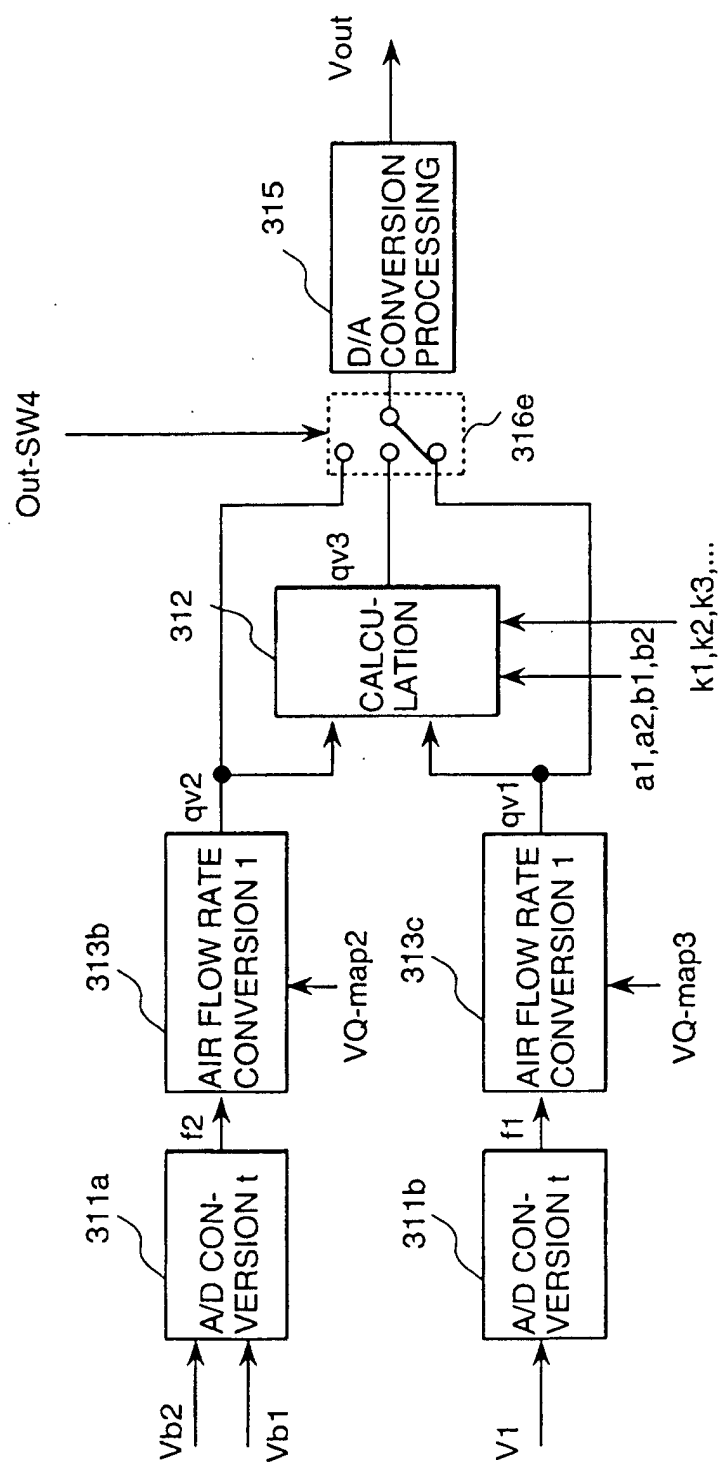 Vb2
Vb1
311a
A/D CON-
VERSION t
f2
313b
AIR FLOW RATE
CONVERSION 1
VQ-map2
qv2
V1
311b
A/D CON-
VERSION t
f1
313c
AIR FLOW RATE
CONVERSION 1
VQ-map3
qv1
312
CALCU-
LATION
qv3
a1,a2,b1,b2
k1,k2,k3,...
Out-SW4
316e
315
D/A
CONVERSION
PROCESSING
Vout